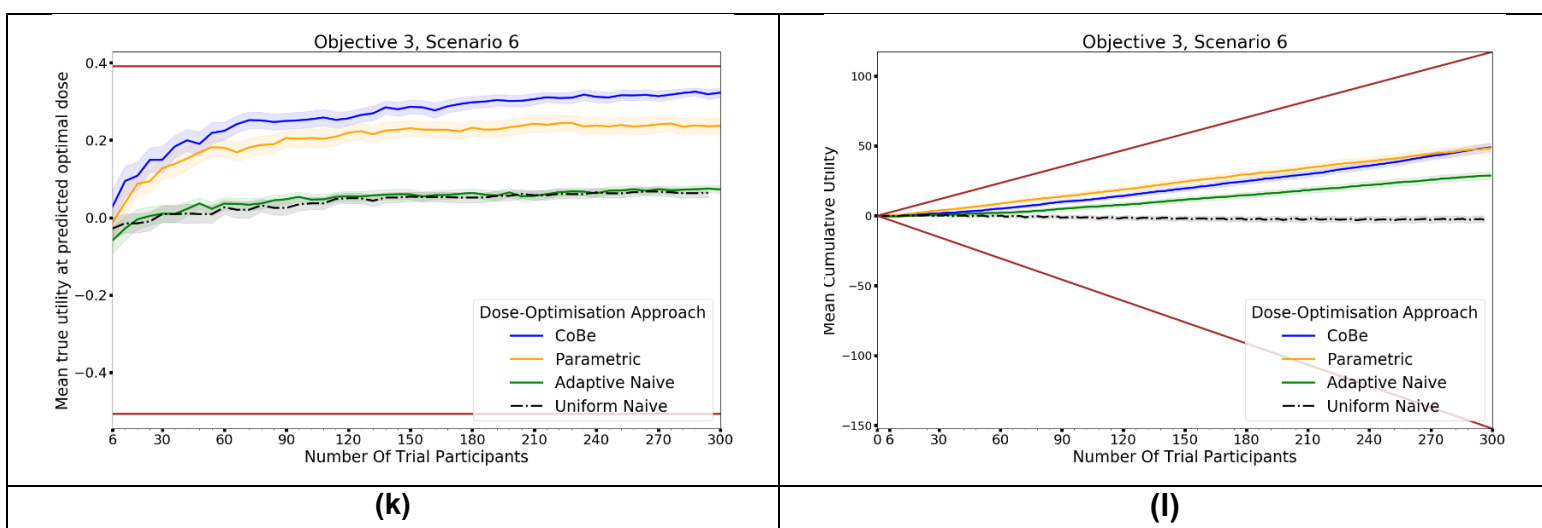 Objective 3, Scenario 6
Mean true utility at predicted optimal dose
0.4
0.2
0.0
−0.2
−0.4
Dose-Optimisation Approach
CoBe
Parametric
Adaptive Naive
Uniform Naive
6 30 60 90 120 150 180 210 240 270 300
Number Of Trial Participants
(k)
Objective 3, Scenario 6
Mean Cumulative Utility
100
50
0
−50
−100
−150
Dose-Optimisation Approach
CoBe
Parametric
Adaptive Naive
Uniform Naive
0 6 30 60 90 120 150 180 210 240 270 300
Number Of Trial Participants
(l)